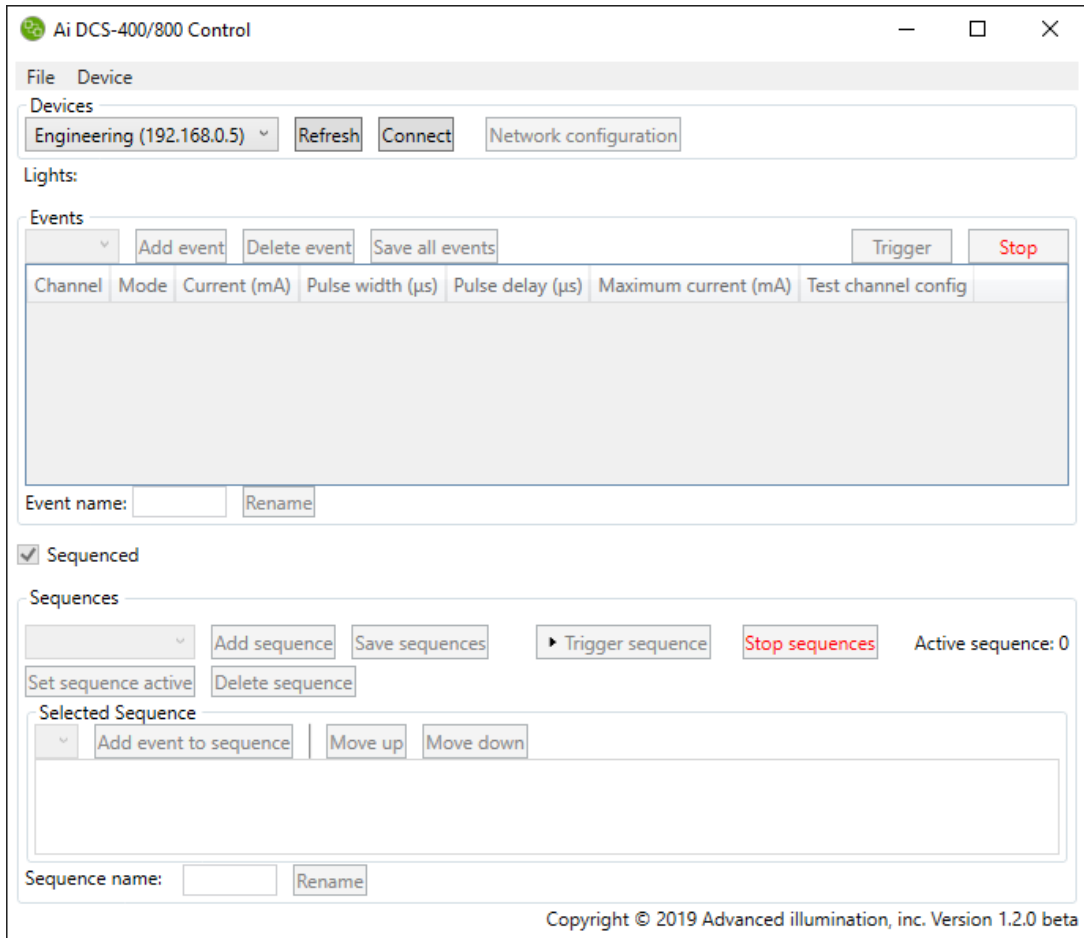 Ai DCS-400/800 Control
File Device
Devices
Engineering (192.168.0.5) Refresh Connect Network configuration
Lights:
Events
Add event Delete event Save all events Trigger Stop
Channel Mode Current (mA) Pulse width (µs) Pulse delay (µs) Maximum current (mA) Test channel config
Event name: Rename
Sequenced
Sequences
Add sequence Save sequences Trigger sequence Stop sequences Active sequence: 0
Set sequence active Delete sequence
Selected Sequence
Add event to sequence Move up Move down
Sequence name: Rename
Copyright © 2019 Advanced illumination, inc. Version 1.2.0 beta